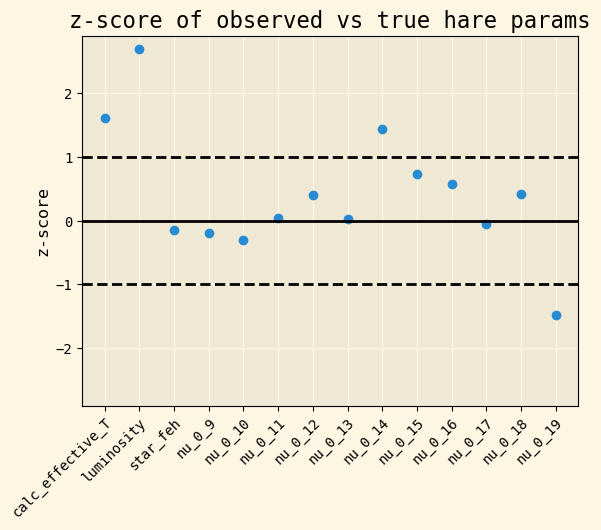 z-score of observed vs true hare params
z-score
2
1
0
−1
−2
calc_effective_T
luminosity
star_feh
nu_0_9
nu_0_10
nu_0_11
nu_0_12
nu_0_13
nu_0_14
nu_0_15
nu_0_16
nu_0_17
nu_0_18
nu_0_19